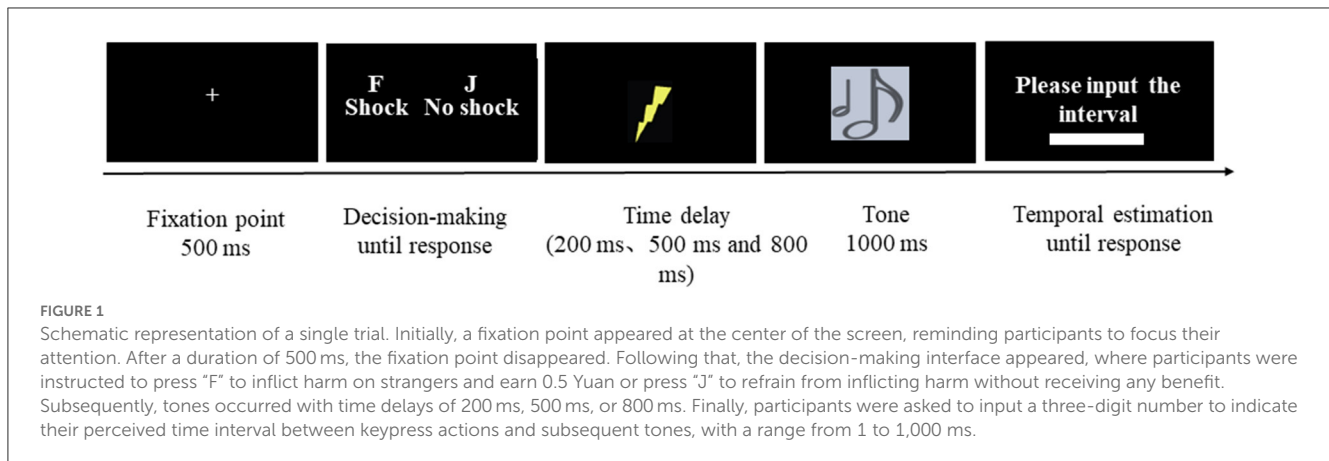 +
F J
Shock No shock
Please input the
interval
Fixation point
500 ms
Decision-making
until response
Time delay
(200 ms、500 ms and 800
ms)
Tone
1000 ms
Temporal estimation
until response
FIGURE 1
Schematic representation of a single trial. Initially, a fixation point appeared at the center of the screen, reminding participants to focus their
attention. After a duration of 500 ms, the fixation point disappeared. Following that, the decision-making interface appeared, where participants were
instructed to press “F” to inflict harm on strangers and earn 0.5 Yuan or press “J” to refrain from inflicting harm without receiving any benefit.
Subsequently, tones occurred with time delays of 200 ms, 500 ms, or 800 ms. Finally, participants were asked to input a three-digit number to indicate
their perceived time interval between keypress actions and subsequent tones, with a range from 1 to 1,000 ms.